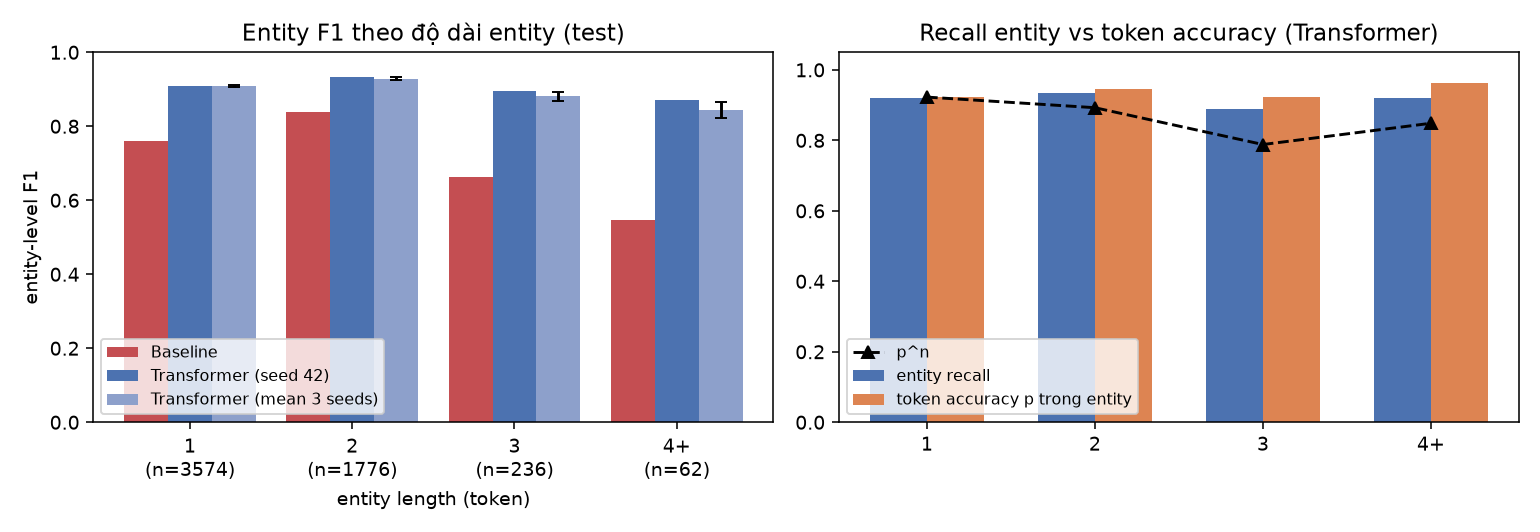 Entity F1 theo độ dài entity (test)
entity-level F1
1.0
0.8
0.6
0.4
0.2
0.0
Baseline
Transformer (seed 42)
Transformer (mean 3 seeds)
1
(n=3574)
2
(n=1776)
3
(n=236)
4+
(n=62)
entity length (token)
Recall entity vs token accuracy (Transformer)
1.0
0.8
0.6
0.4
0.2
0.0
p^n
entity recall
token accuracy p trong entity
1
2
3
4+